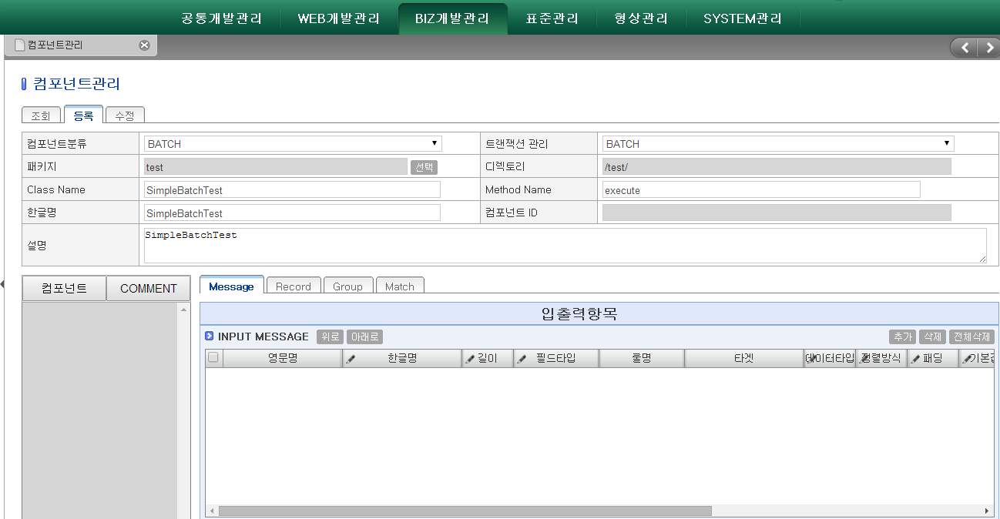 공통개발관리 WEB개발관리 BIZ개발관리 표준관리 형상관리 SYSTEM관리
컴포넌트관리
컴포넌트관리
조회 등록 수정
컴포넌트분류 BATCH 트랜잭션 관리 BATCH
패키지 test 선택 디렉토리 /test/
Class Name SimpleBatchTest Method Name execute
한글명 SimpleBatchTest 컴포넌트 ID
설명 SimpleBatchTest
컴포넌트 COMMENT Message Record Group Match
입출력항목
INPUT MESSAGE 위로 아래로 추가 삭제 전체삭제
영문명 한글명 길이 필드타입 룰명 타겟 데이터타입 정렬방식 패딩 기본값